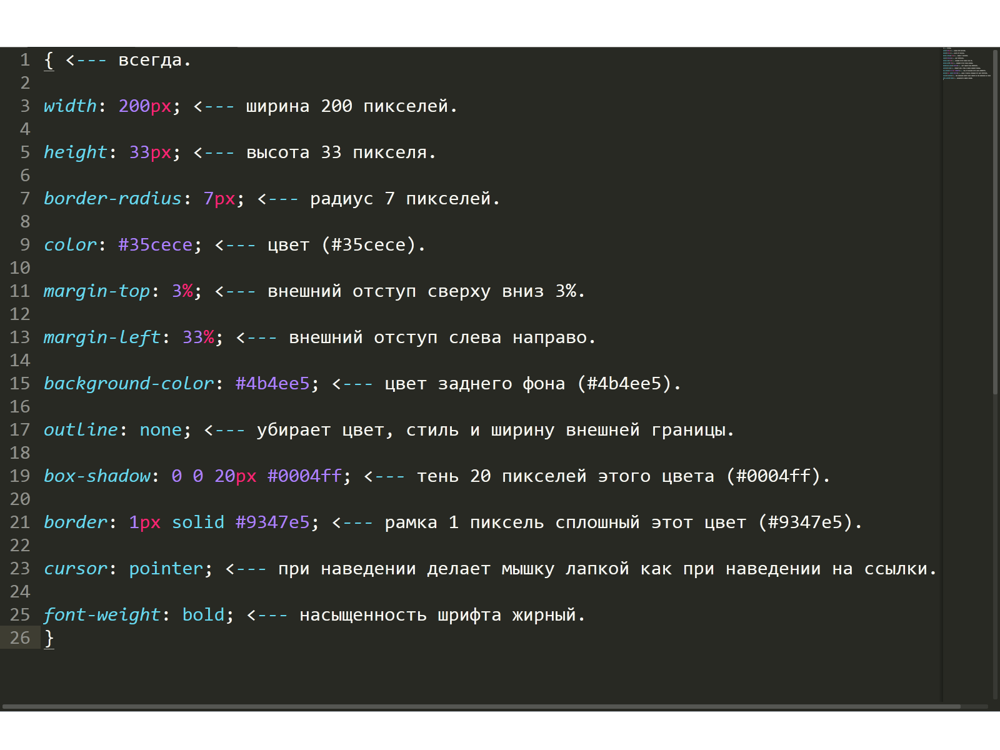 1 { <--- всегда.
2
3 width: 200px; <--- ширина 200 пикселей.
4
5 height: 33px; <--- высота 33 пикселя.
6
7 border-radius: 7px; <--- радиус 7 пикселей.
8
9 color: #35cece; <--- цвет (#35cece).
10
11 margin-top: 3%; <--- внешний отступ сверху вниз 3%.
12
13 margin-left: 33%; <--- внешний отступ слева направо.
14
15 background-color: #4b4ee5; <--- цвет заднего фона (#4b4ee5).
16
17 outline: none; <--- убирает цвет, стиль и ширину внешней границы.
18
19 box-shadow: 0 0 20px #0004ff; <--- тень 20 пикселей этого цвета (#0004ff).
20
21 border: 1px solid #9347e5; <--- рамка 1 пиксель сплошный этот цвет (#9347e5).
22
23 cursor: pointer; <--- при наведении делает мышку лапкой как при наведении на ссылки.
24
25 font-weight: bold; <--- насыщенность шрифта жирный.
26 }